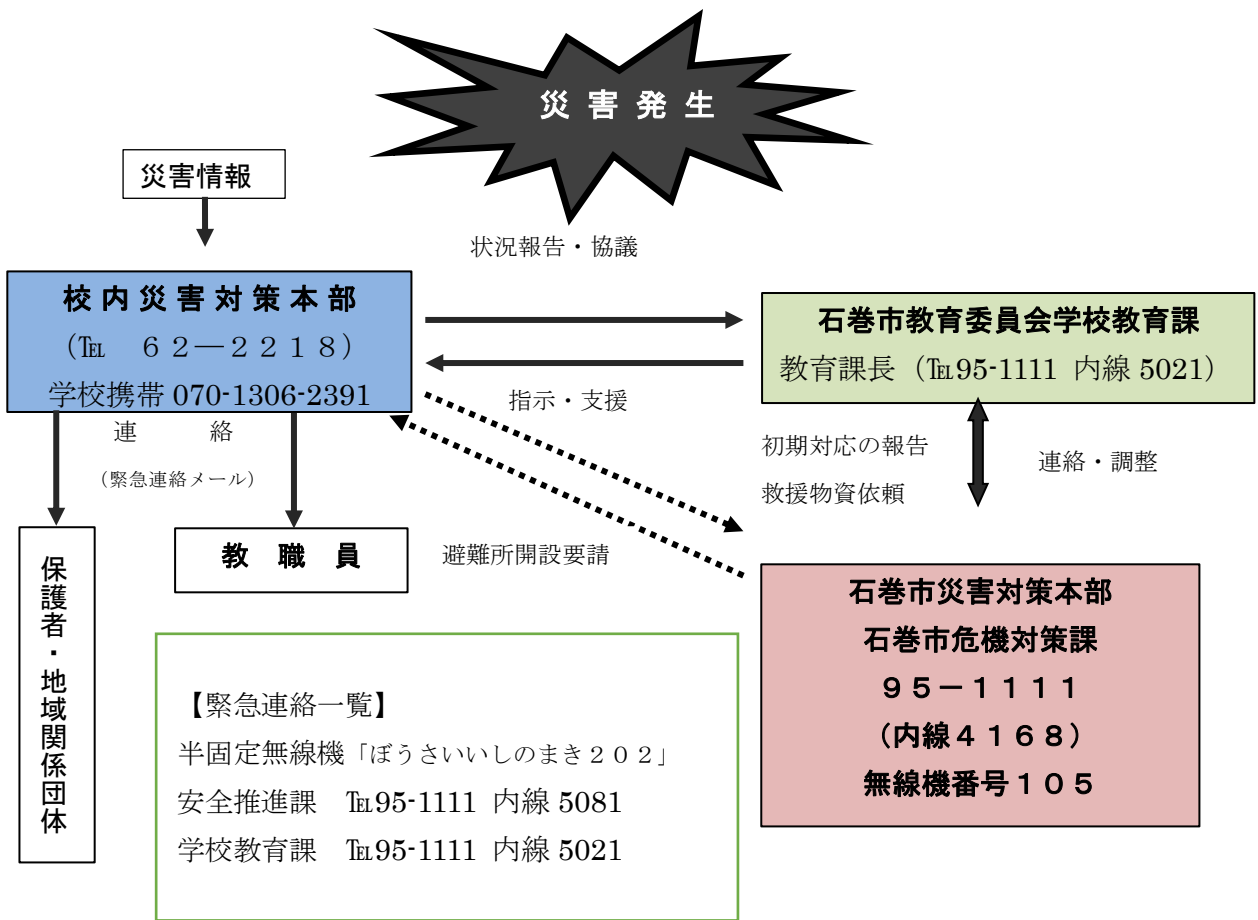 災 害 発 生
災害情報
状況報告・協議
校 内 災 害 対 策 本 部
（℡　６２―２２１８）
学校携帯 070-1306-2391
石巻市教育委員会学校教育課
教育課長（℡95-1111 内線 5021）
指示・支援
連　　絡
（緊急連絡メール）
初期対応の報告
救援物資依頼
連絡・調整
保護者・地域関係団体
教　職　員
避難所開設要請
石巻市災害対策本部
石巻市危機対策課
９５－１１１１
（内線４１６８）
無線機番号１０５
【緊急連絡一覧】
半固定無線機「ぼうさいいしのまき２０２」
安全推進課　℡95-1111 内線 5081
学校教育課　℡95-1111 内線 5021